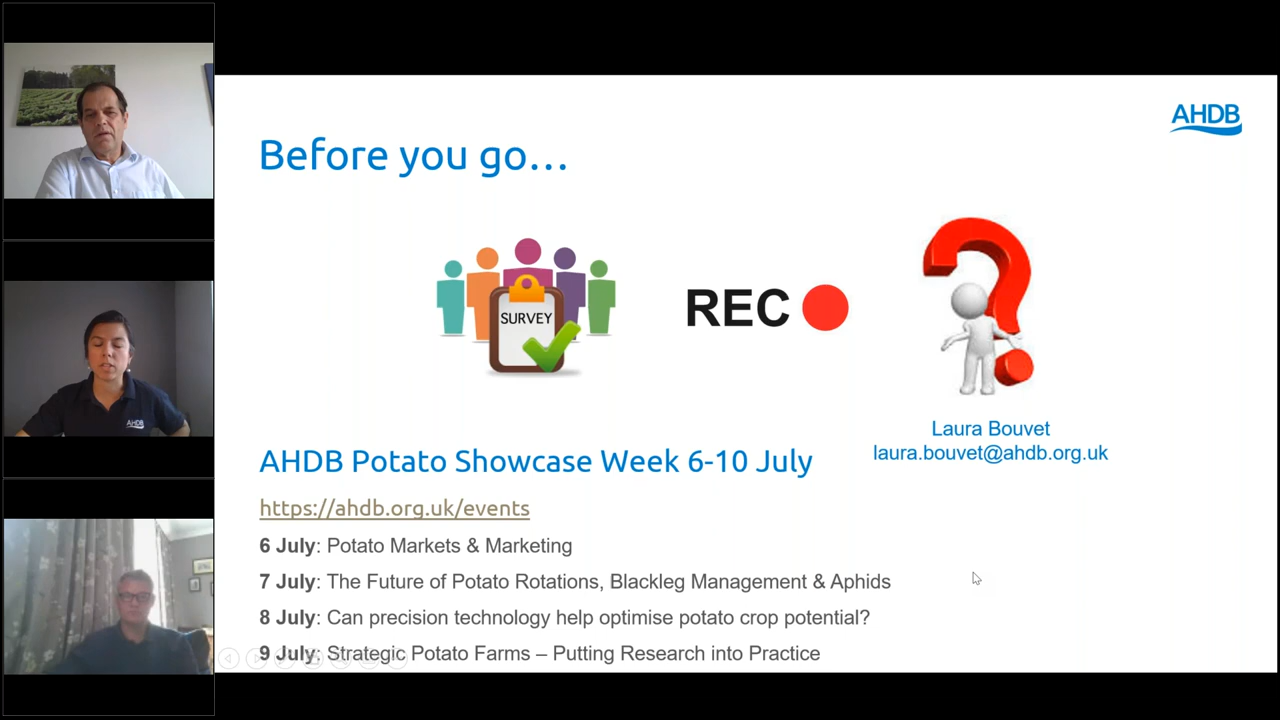 AHDB
Before you go…
SURVEY
REC
Laura Bouvet
laura.bouvet@ahdb.org.uk
AHDB Potato Showcase Week 6-10 July
https://ahdb.org.uk/events
6 July: Potato Markets & Marketing
7 July: The Future of Potato Rotations, Blackleg Management & Aphids
8 July: Can precision technology help optimise potato crop potential?
9 July: Strategic Potato Farms – Putting Research into Practice
AHDB